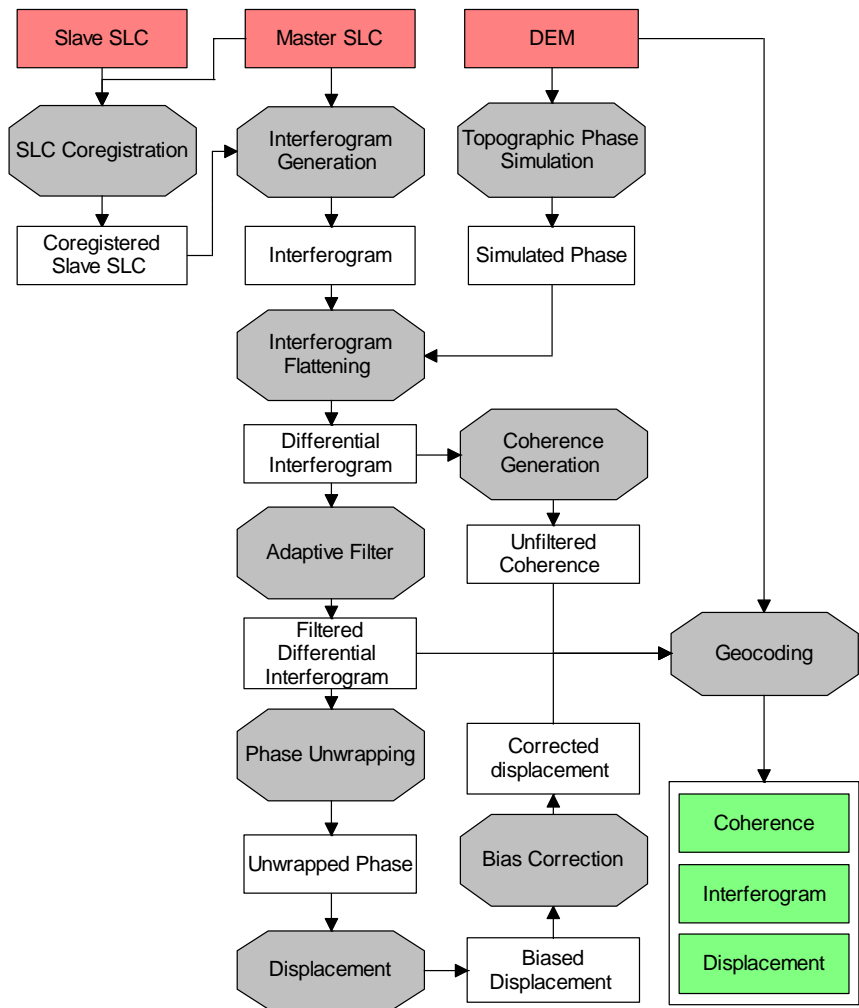 Slave SLC
Master SLC
DEM
SLC Coregistration
Interferogram
Generation
Topographic Phase
Simulation
Coregistered
Slave SLC
Interferogram
Simulated Phase
Interferogram
Flattening
Differential
Interferogram
Coherence
Generation
Adaptive Filter
Unfiltered
Coherence
Filtered
Differential
Interferogram
Geocoding
Phase Unwrapping
Corrected
displacement
Coherence
Unwrapped Phase
Bias Correction
Interferogram
Displacement
Biased
Displacement
Displacement